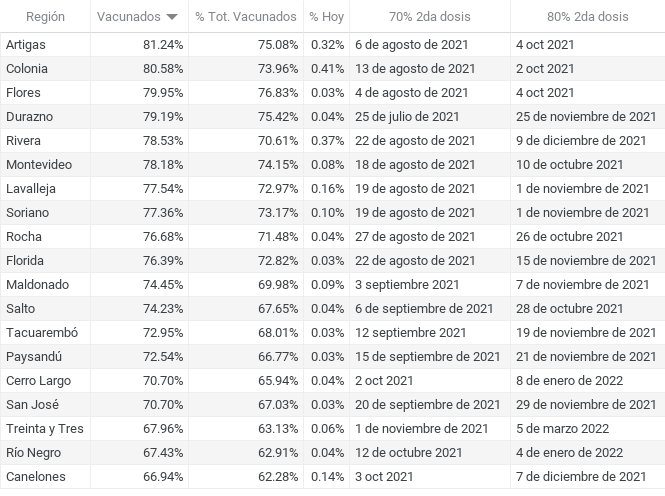 Región Vacunados % Tot. Vacunados % Hoy 70% 2da dosis 80% 2da dosis
Artigas 81.24% 75.08% 0.32% 6 de agosto de 2021 4 oct 2021
Colonia 80.58% 73.96% 0.41% 13 de agosto de 2021 2 oct 2021
Flores 79.95% 76.83% 0.03% 4 de agosto de 2021 4 oct 2021
Durazno 79.19% 75.42% 0.04% 25 de julio de 2021 25 de noviembre de 2021
Rivera 78.53% 70.61% 0.37% 22 de agosto de 2021 9 de diciembre de 2021
Montevideo 78.18% 74.15% 0.08% 18 de agosto de 2021 10 de octubre 2021
Lavalleja 77.54% 72.97% 0.16% 19 de agosto de 2021 1 de noviembre de 2021
Soriano 77.36% 73.17% 0.10% 19 de agosto de 2021 1 de noviembre de 2021
Rocha 76.68% 71.48% 0.04% 27 de agosto de 2021 26 de octubre 2021
Florida 76.39% 72.82% 0.03% 22 de agosto de 2021 15 de noviembre de 2021
Maldonado 74.45% 69.98% 0.09% 3 septiembre 2021 7 de noviembre de 2021
Salto 74.23% 67.65% 0.04% 6 de septiembre de 2021 28 de octubre 2021
Tacuarembó 72.95% 68.01% 0.03% 12 septiembre 2021 19 de noviembre de 2021
Paysandú 72.54% 66.77% 0.03% 15 de septiembre de 2021 21 de noviembre de 2021
Cerro Largo 70.70% 65.94% 0.04% 2 oct 2021 8 de enero de 2022
San José 70.70% 67.03% 0.03% 20 de septiembre de 2021 29 de noviembre de 2021
Treinta y Tres 67.96% 63.13% 0.06% 1 de noviembre de 2021 5 de marzo 2022
Río Negro 67.43% 62.91% 0.04% 12 de octubre de 2021 4 de enero de 2022
Canelones 66.94% 62.28% 0.14% 3 oct 2021 7 de diciembre de 2021